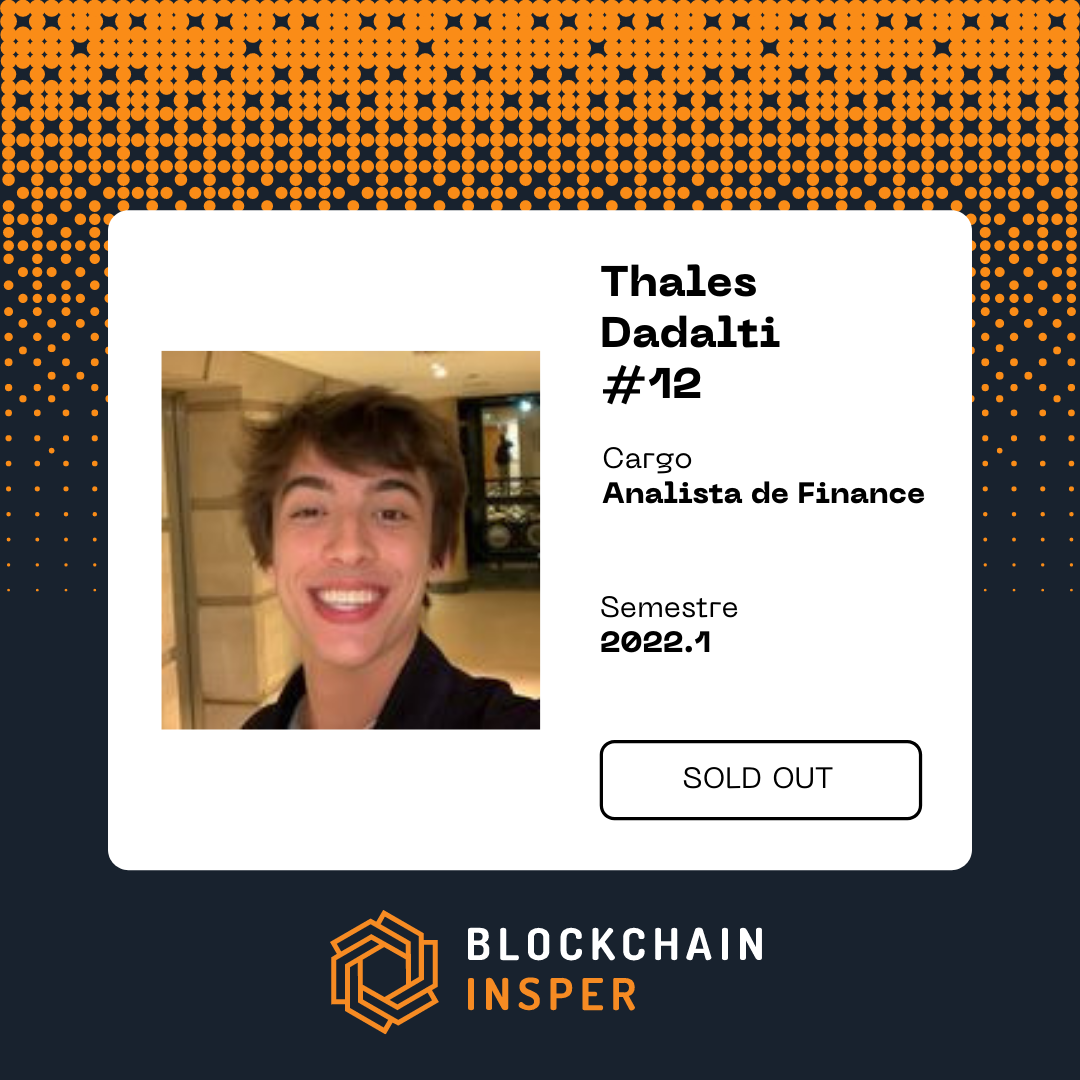 Thales
Dadalti
#12
Cargo
Analista de Finance
Semestre
2022.1
SOLD OUT
BLOCKCHAIN
INSPER